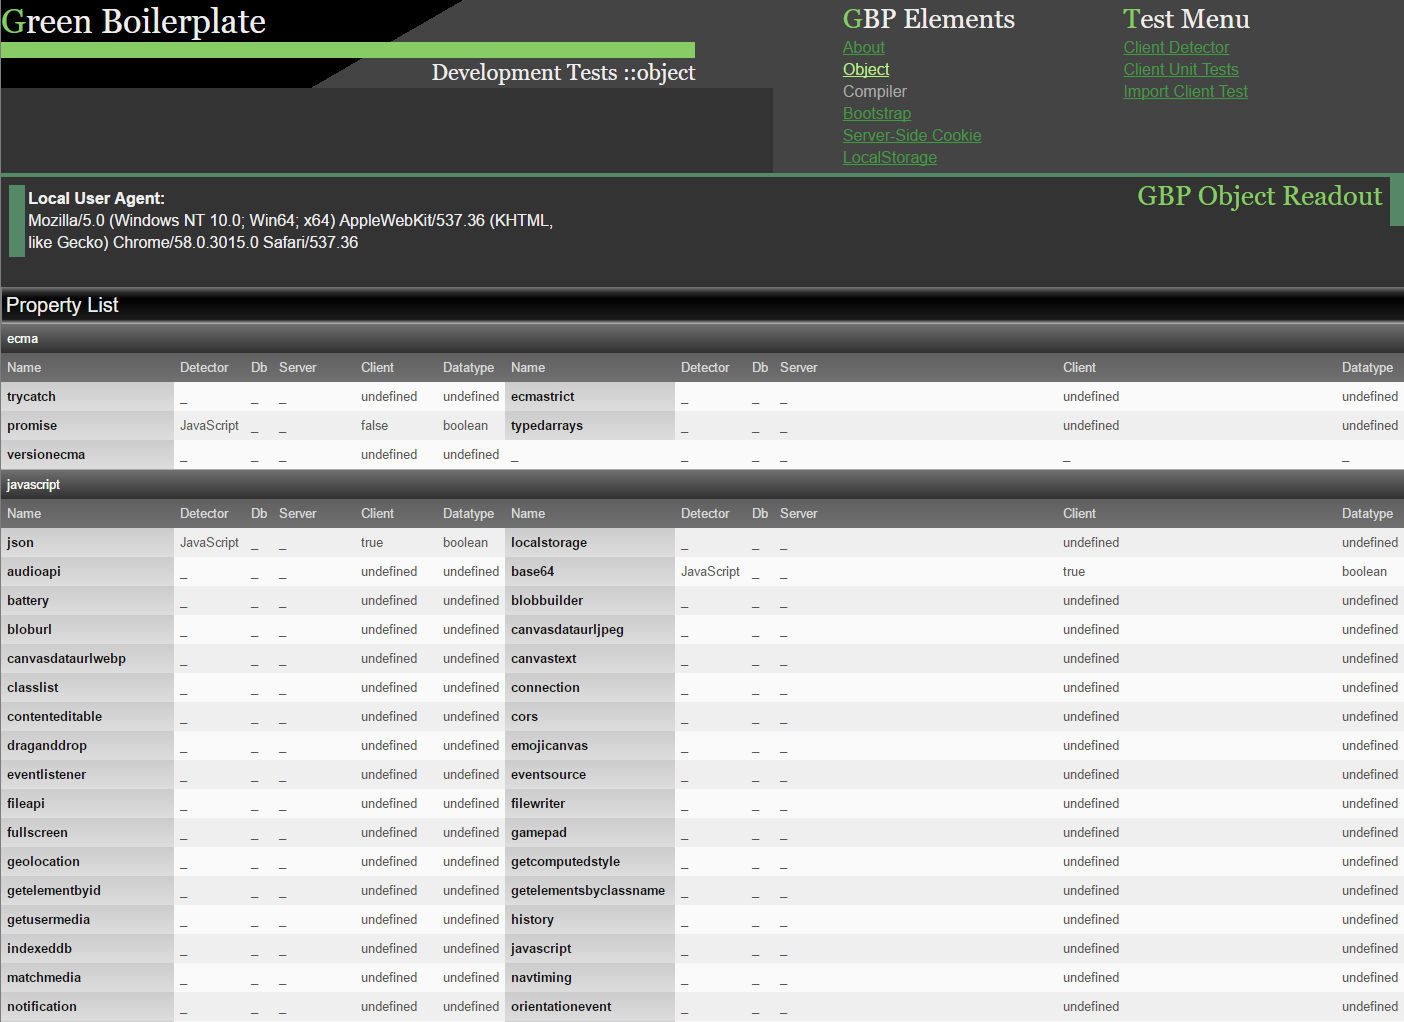 Green Boilerplate
Development Tests ::object
GBP Elements
About
Object
Compiler
Bootstrap
Server-Side Cookie
LocalStorage
Test Menu
Client Detector
Client Unit Tests
Import Client Test
Local User Agent:
Mozilla/5.0 (Windows NT 10.0; Win64; x64) AppleWebKit/537.36 (KHTML,
like Gecko) Chrome/58.0.3015.0 Safari/537.36
GBP Object Readout
Property List
ecma
Name Detector Db Server Client Datatype Name Detector Db Server Client Datatype
trycatch _ _ _ undefined undefined ecmastrict _ _ _ undefined undefined
promise JavaScript _ _ false boolean typedarrays _ _ _ undefined undefined
versionecma _ _ _ undefined undefined _ _ _ _ _ _
javascript
Name Detector Db Server Client Datatype Name Detector Db Server Client Datatype
json JavaScript _ _ true boolean localstorage _ _ _ undefined undefined
audioapi _ _ _ undefined undefined base64 JavaScript _ _ true boolean
battery _ _ _ undefined undefined blobbuilder _ _ _ undefined undefined
bloburl _ _ _ undefined undefined canvasdataurljpeg _ _ _ undefined undefined
canvasdataurlwebp _ _ _ undefined undefined canvastext _ _ _ undefined undefined
classlist _ _ _ undefined undefined connection _ _ _ undefined undefined
contenteditable _ _ _ undefined undefined cors _ _ _ undefined undefined
draganddrop _ _ _ undefined undefined emojicanvas _ _ _ undefined undefined
eventlistener _ _ _ undefined undefined eventsource _ _ _ undefined undefined
fileapi _ _ _ undefined undefined filewriter _ _ _ undefined undefined
fullscreen _ _ _ undefined undefined gamepad _ _ _ undefined undefined
geolocation _ _ _ undefined undefined getcomputedstyle _ _ _ undefined undefined
getelementbyid _ _ _ undefined undefined getelementsbyclassname _ _ _ undefined undefined
getusermedia _ _ _ undefined undefined history _ _ _ undefined undefined
indexeddb _ _ _ undefined undefined javascript _ _ _ undefined undefined
matchmedia _ _ _ undefined undefined navtiming _ _ _ undefined undefined
notification _ _ _ undefined undefined orientationevent _ _ _ undefined undefined